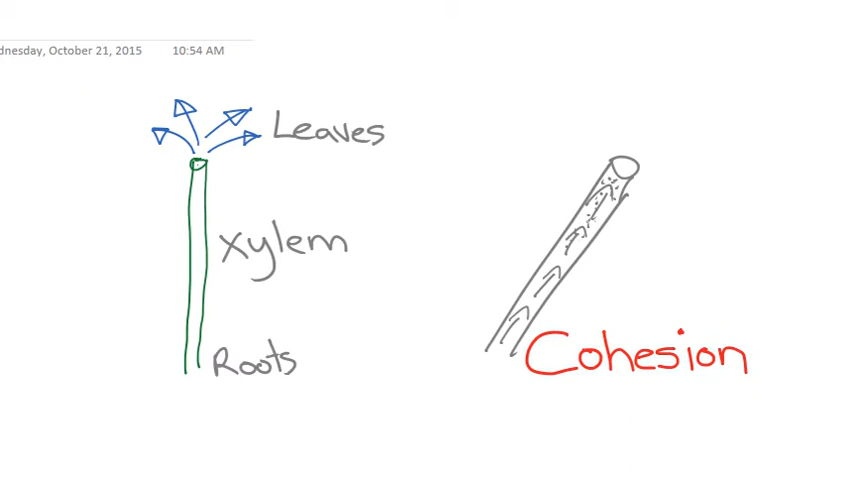 dnesday, October 21, 2015 10:54 AM
Leaves
Xylem
Roots
Cohesion